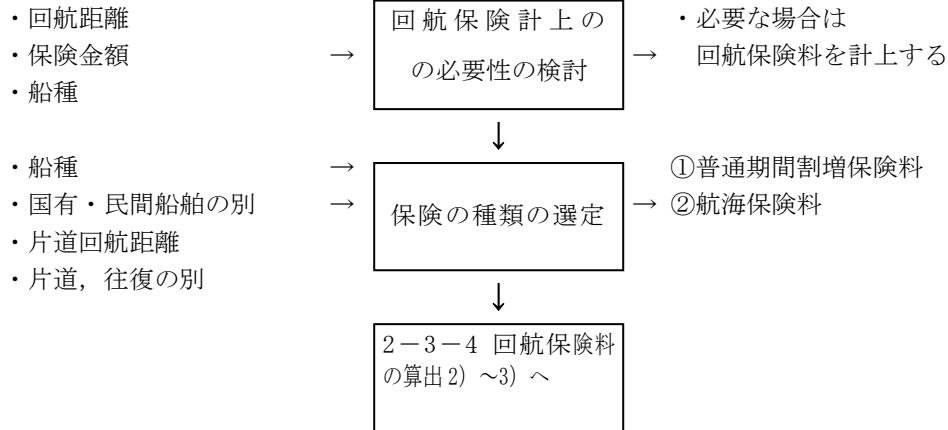 ・回航距離
・保険金額
・船種
→
回航保険計上の
の必要性の検討
→
・必要な場合は
回航保険料を計上する
↓
・船種
・国有・民間船舶の別
・片道回航距離
・片道，往復の別
→
→
保険の種類の選定
→
①普通期間割増保険料
②航海保険料
↓
2－3－4 回航保険料
の算出2）～3）へ